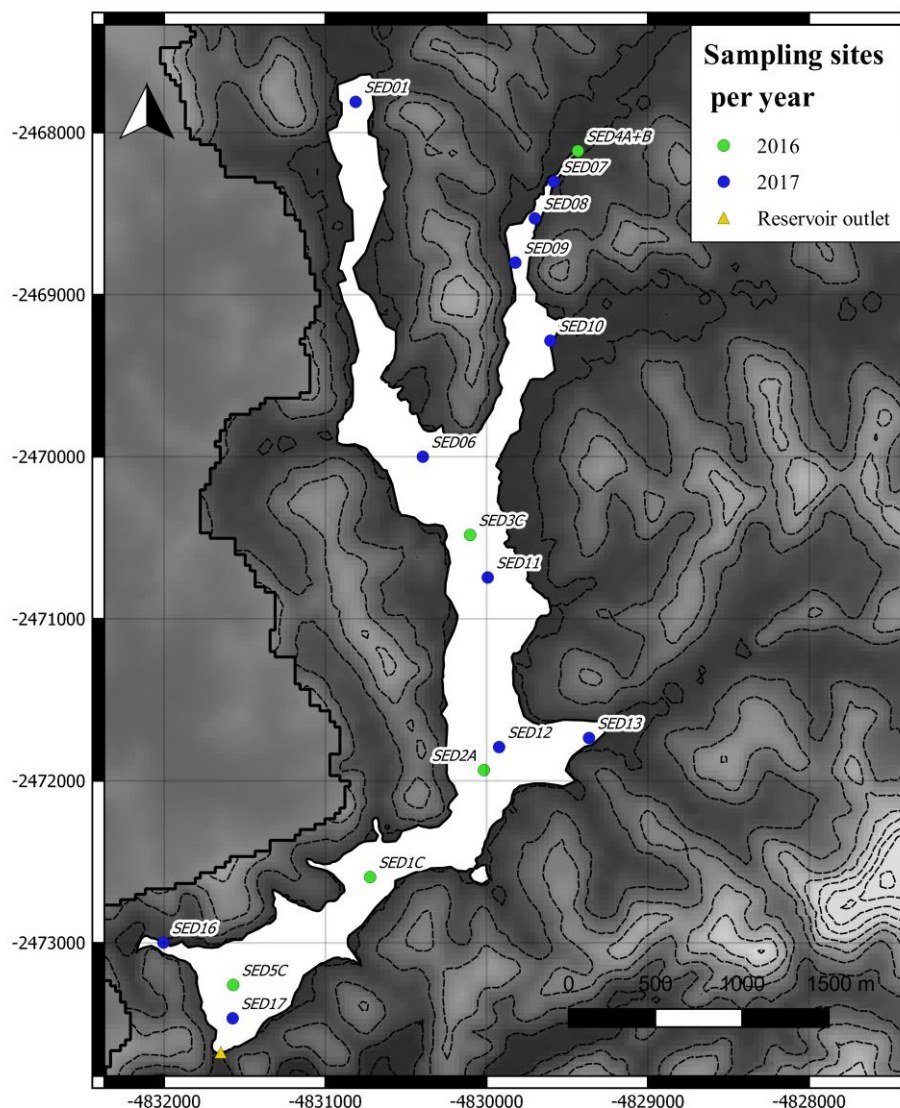 Sampling sites
per year
2016
2017
Reservoir outlet
SED01
SED4A+B
SED07
SED08
SED09
SED10
SED06
SED3C
SED11
SED12
SED13
SED2A
SED1C
SED16
SED5C
SED17
0 500 1000 1500 m
-2468000
-2469000
-2470000
-2471000
-2472000
-2473000
-4832000 -4831000 -4830000 -4829000 -4828000